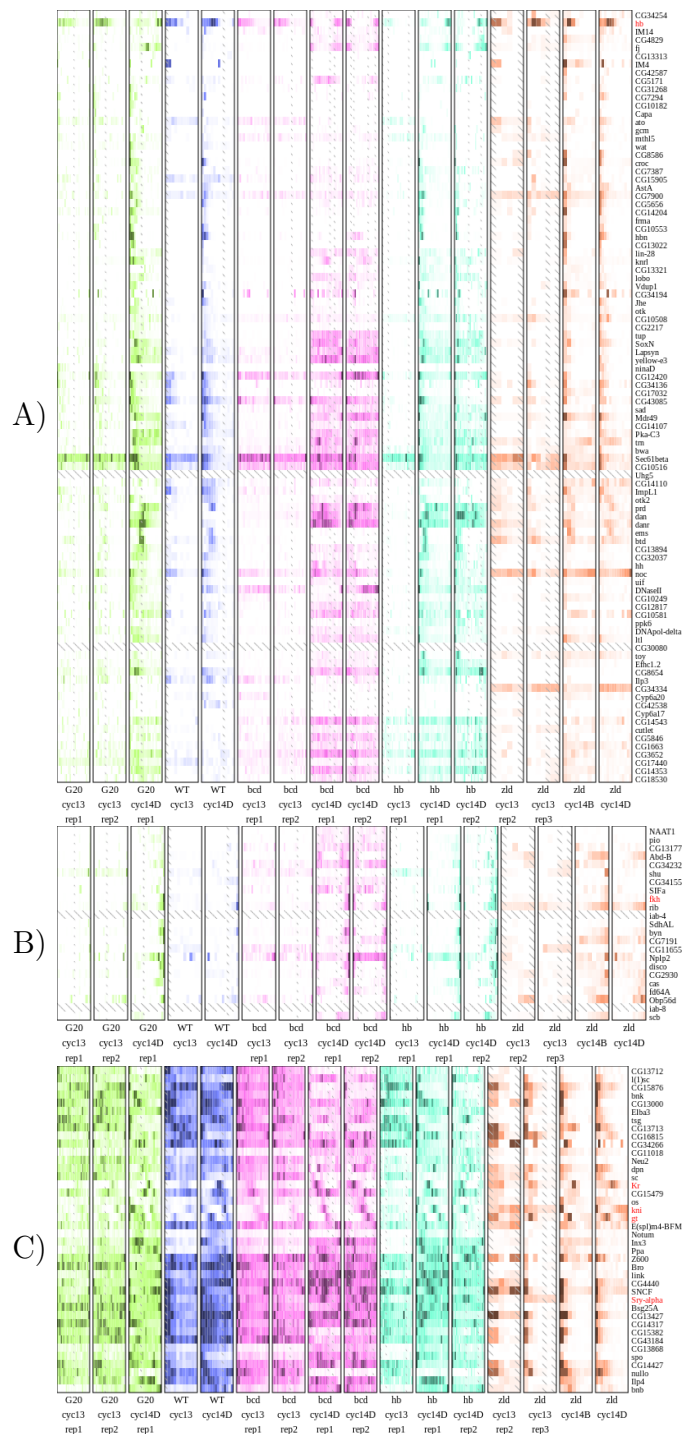 CG34254
hb
IM14
CG4829
fj
CG13313
IM4
CG42587
CG5171
CG31268
CG7294
CG10182
Capa
ato
gcm
mthl5
wat
CG8586
croc
CG7387
CG15905
AstA
CG7900
CG5656
CG14204
frma
CG10553
hbn
CG13022
lin-28
knrl
CG13321
lobo
Vdup1
CG34194
Jhe
otk
CG10508
CG2217
tup
SoxN
Lapsyn
yellow-e3
ninaD
CG12420
CG34136
CG17032
CG43085
sad
Mdr49
CG14107
Pka-C3
trn
bwa
Sec61beta
CG10516
Uhg5
CG14110
ImpL1
otk2
prd
dan
danr
ems
btd
CG13894
CG32037
hh
noc
uif
DNaseII
CG10249
CG12817
CG10581
ppk6
DNApol-delta
ltl
CG30080
toy
Efhc1.2
CG8654
Ilp3
CG34334
Cyp6a20
CG42538
Cyp6a17
CG14543
cutlet
CG5846
CG1663
CG3652
CG17440
CG14353
CG18530
A)
G20 G20 G20 WT WT bcd bcd bcd bcd hb hb hb zld zld zld zld
cyc13 cyc13 cyc14D cyc13 cyc14D cyc13 cyc13 cyc14D cyc14D cyc13 cyc14D cyc14D cyc13 cyc13 cyc14B cyc14D
rep1 rep2 rep1 rep1 rep2 rep1 rep2 rep1 rep1 rep2 rep2 rep3
NAAT1
pio
CG13177
Abd-B
CG34232
shu
CG34155
SIFa
fkh
rib
iab-4
SdhAL
byn
CG7191
CG11655
Nplp2
disco
CG2930
cas
fd64A
Obp56d
iab-8
scb
B)
G20 G20 G20 WT WT bcd bcd bcd bcd hb hb hb zld zld zld zld
cyc13 cyc13 cyc14D cyc13 cyc14D cyc13 cyc13 cyc14D cyc14D cyc13 cyc14D cyc14D cyc13 cyc13 cyc14B cyc14D
rep1 rep2 rep1 rep1 rep2 rep1 rep2 rep1 rep1 rep2 rep2 rep3
CG13712
l(1)sc
CG15876
bnk
CG13000
Elba3
tsg
CG13713
CG16815
CG34266
CG11018
Neu2
dpn
sc
Kr
CG15479
os
kni
gt
E(spl)m4-BFM
Notum
Inx3
Ppa
Z600
Bro
link
CG4440
SNCF
Sry-alpha
Bsg25A
CG13427
CG14317
CG15382
CG43184
CG13868
spo
CG14427
nullo
Ilp4
bnb
C)
G20 G20 G20 WT WT bcd bcd bcd bcd hb hb hb zld zld zld zld
cyc13 cyc13 cyc14D cyc13 cyc14D cyc13 cyc13 cyc14D cyc14D cyc13 cyc14D cyc14D cyc13 cyc13 cyc14B cyc14D
rep1 rep2 rep1 rep1 rep2 rep1 rep2 rep1 rep1 rep2 rep2 rep3